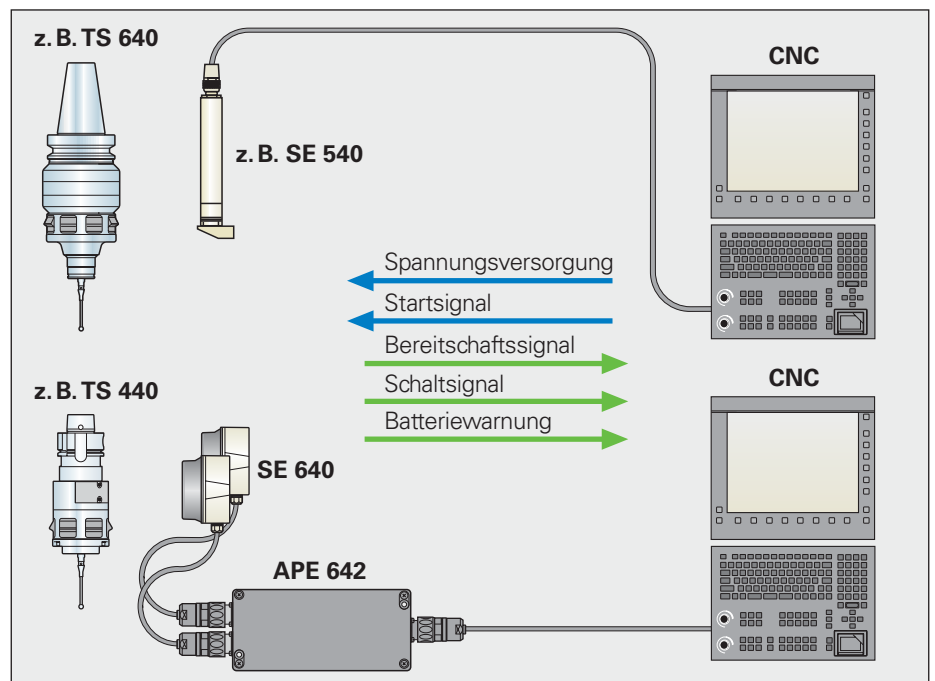 z. B. TS 640
CNC
z. B. SE 540
Spannungsversorgung
Startsignal
Bereitschaftssignal
Schaltsignal
Batteriewarnung
z. B. TS 440
CNC
SE 640
APE 642